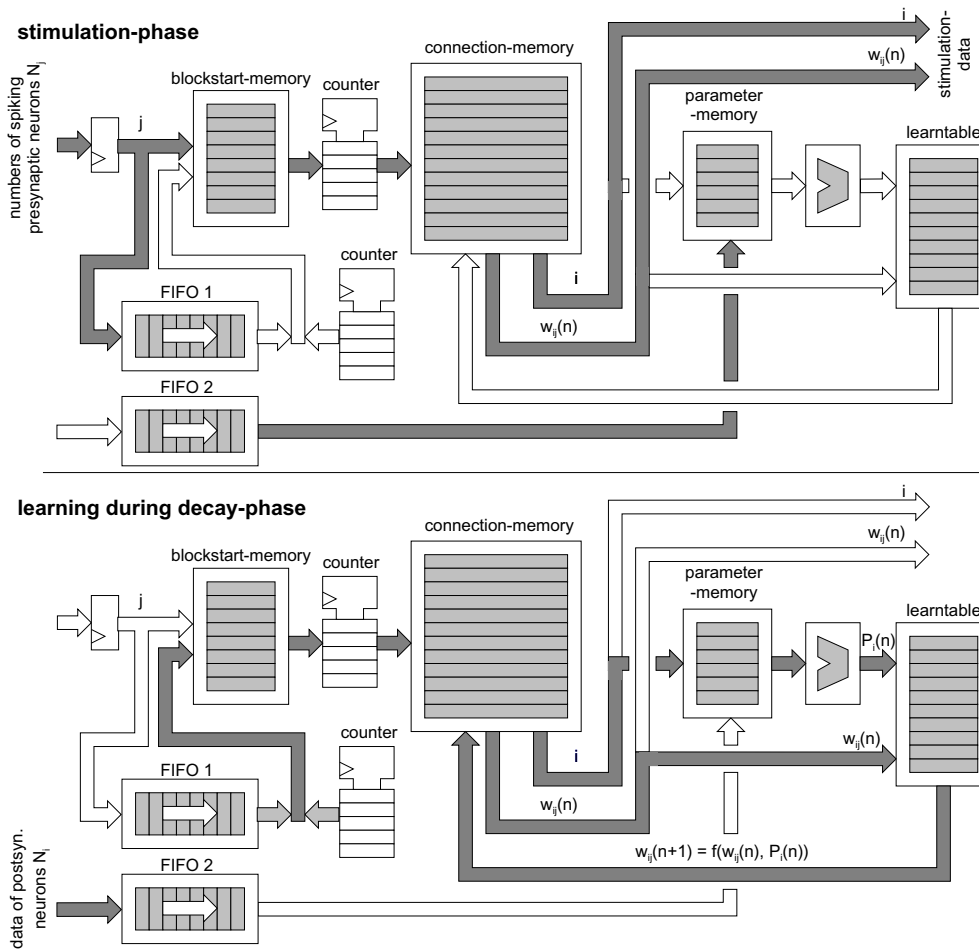 stimulation-phase
numbers of spiking
presynaptic neurons Nj
j
blockstart-memory
counter
connection-memory
i
wij(n)
stimulation-
data
parameter
-memory
learntable
counter
i
wij(n)
FIFO 1
FIFO 2
learning during decay-phase
j
blockstart-memory
counter
connection-memory
i
wij(n)
parameter
-memory
learntable
Pi(n)
counter
i
wij(n)
wij(n)
FIFO 1
wij(n+1) = f(wij(n), Pi(n))
FIFO 2
data of postsyn.
neurons Ni